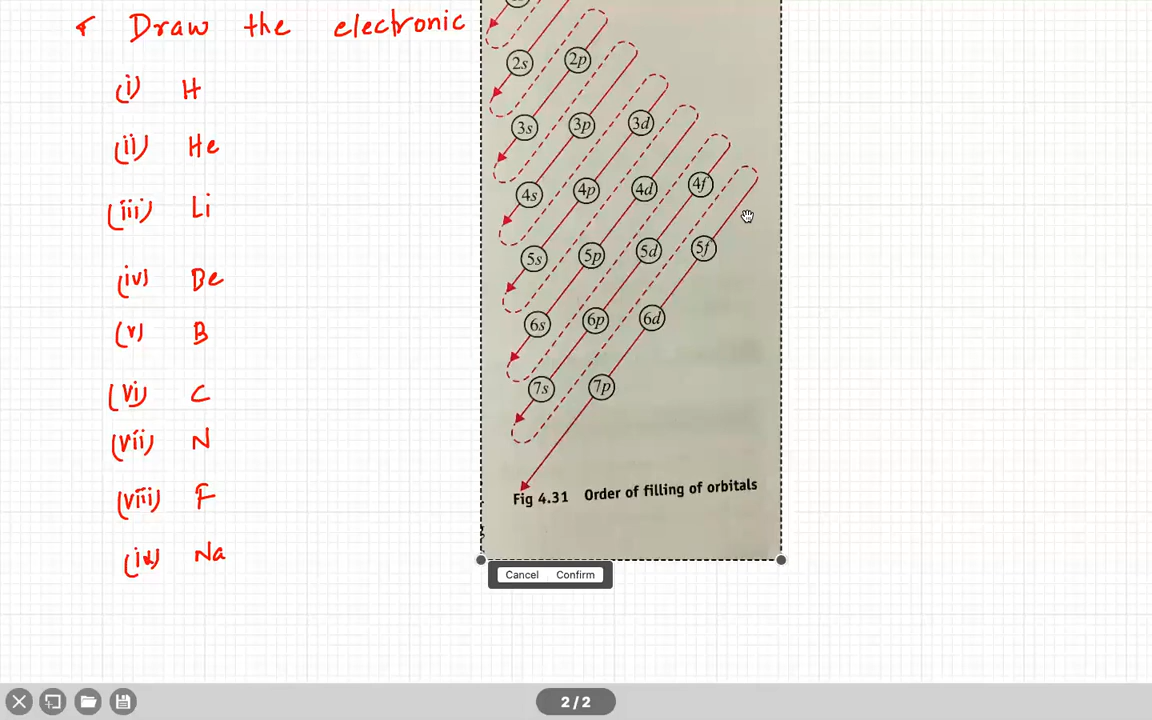 Draw the electronic
(i) H
(ii) He
(iii) Li
(iv) Be
(v) B
(vi) C
(vii) N
(viii) F
(ix) Na
2s 2p
3s 3p 3d
4s 4p 4d 4f
5s 5p 5d 5f
6s 6p 6d
7s 7p
Fig 4.31 Order of filling of orbitals
Cancel Confirm
2/2